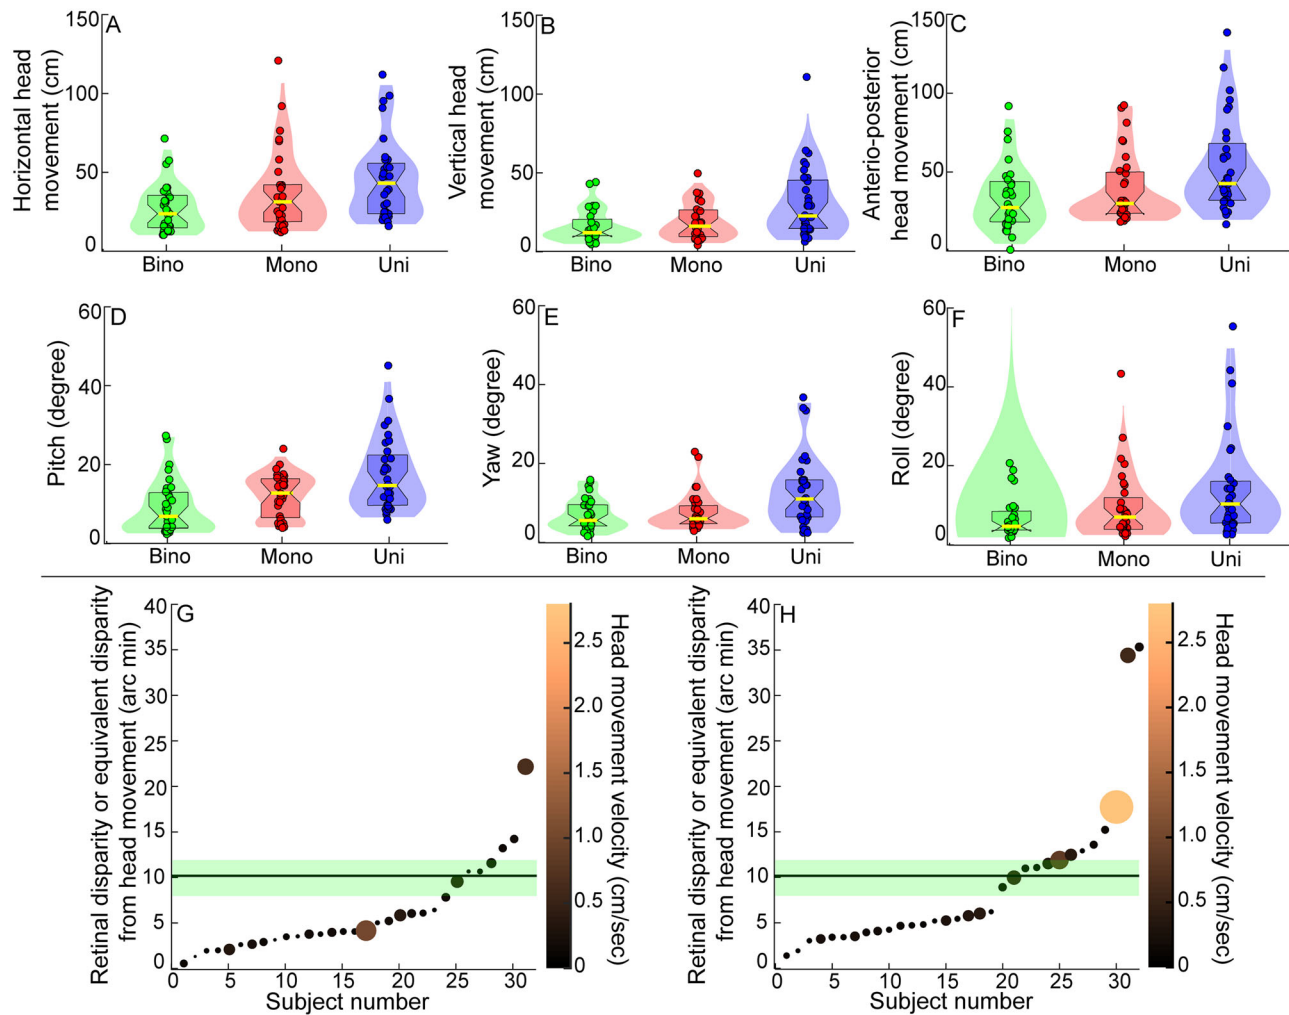 A
Horizontal head
movement (cm)
150
100
50
0
Bino
Mono
Uni
B
Vertical head
movement (cm)
150
100
50
0
Bino
Mono
Uni
C
Anterio-posterior
head movement (cm)
150
100
50
0
Bino
Mono
Uni
D
Pitch (degree)
60
40
20
0
Bino
Mono
Uni
E
Yaw (degree)
60
40
20
0
Bino
Mono
Uni
F
Roll (degree)
60
40
20
0
Bino
Mono
Uni
G
Retinal disparity or equivalent disparity
from head movement (arc min)
40
35
30
25
20
15
10
5
0
0 5 10 15 20 25 30
Subject number
2.5
2.0
1.5
1.0
0.5
0
Head movement velocity (cm/sec)
H
Retinal disparity or equivalent disparity
from head movement (arc min)
40
35
30
25
20
15
10
5
0
0 5 10 15 20 25 30
Subject number
2.5
2.0
1.5
1.0
0.5
0
Head movement velocity (cm/sec)